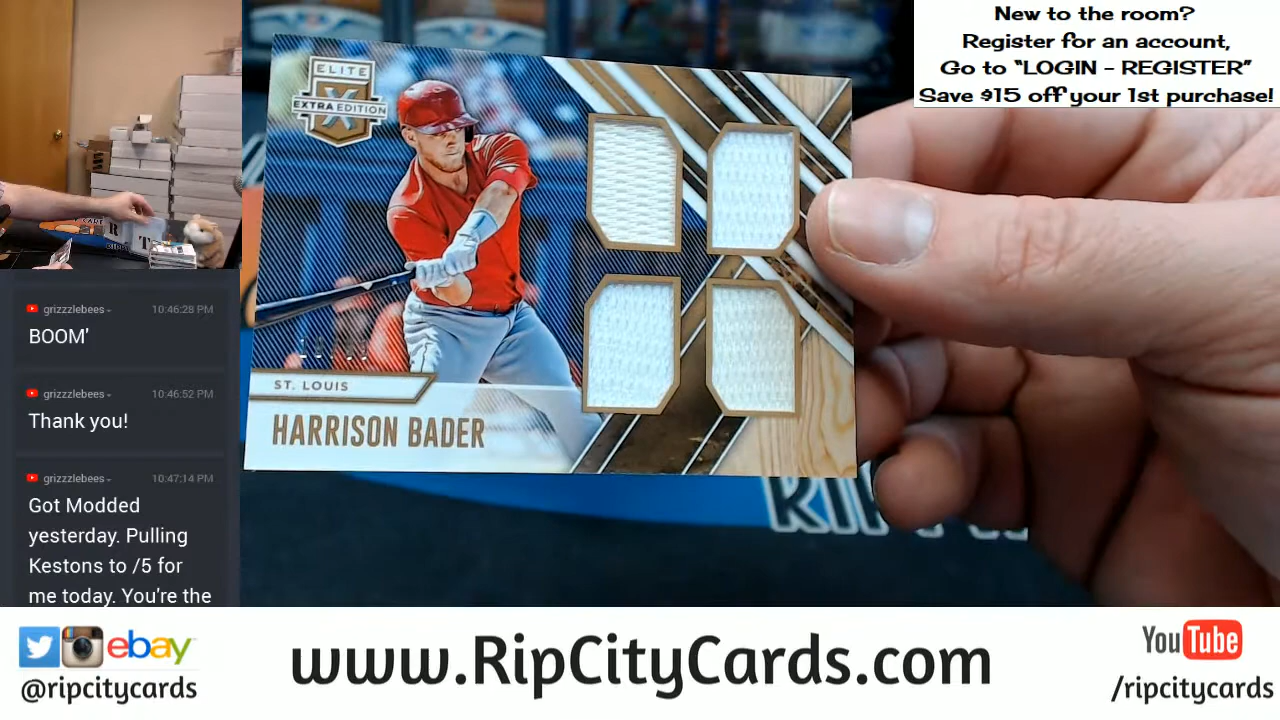 New to the room?
Register for an account,
Go to “LOGIN - REGISTER”
Save $15 off your 1st purchase!
ELITE
X
EXTRA EDITION
ST. LOUIS
HARRISON BADER
grizzzlebees
10:46:28 PM
BOOM'
grizzzlebees
10:46:52 PM
Thank you!
grizzzlebees
10:47:14 PM
Got Modded
yesterday. Pulling
Kestons to /5 for
me today. You're the
ebay
@ripcitycards
www.RipCityCards.com
YouTube
/ripcitycards